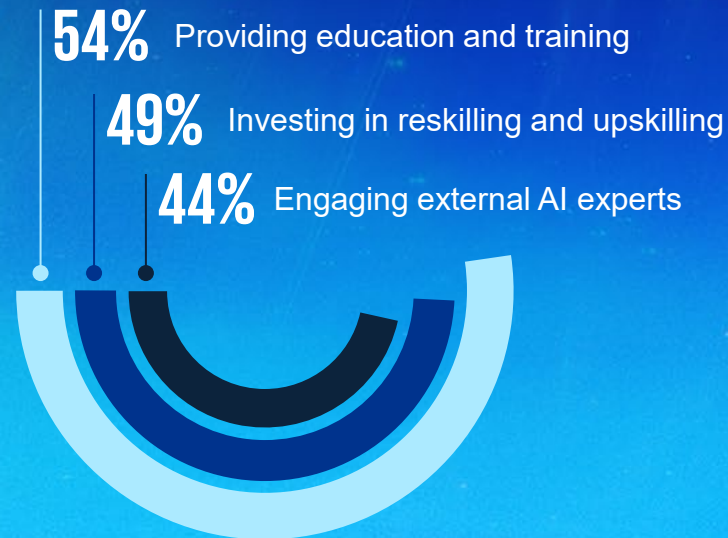 54% Providing education and training
49% Investing in reskilling and upskilling
44% Engaging external AI experts